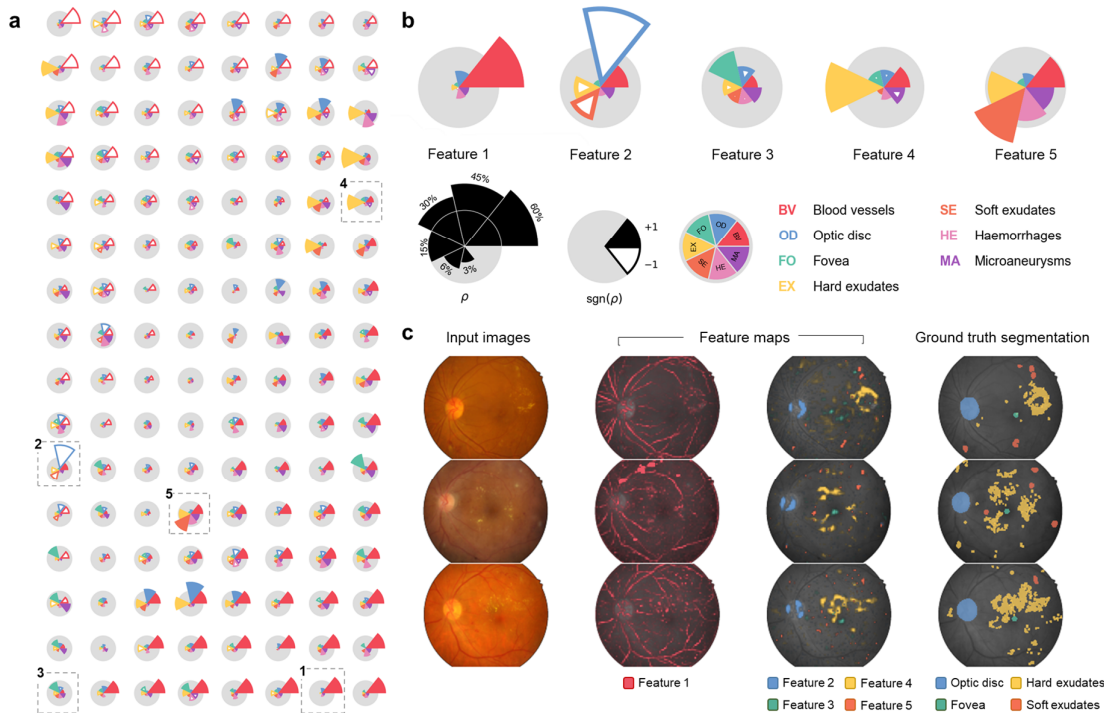 a
b
4
2
5
3
1
Feature 1
Feature 2
Feature 3
Feature 4
Feature 5
45%
30%
60%
15%
6%
3%
ρ
+1
−1
sgn(ρ)
OD
BV
FO
EX
MA
SE
HE
BV Blood vessels
OD Optic disc
FO Fovea
EX Hard exudates
SE Soft exudates
HE Haemorrhages
MA Microaneurysms
c
Input images
Feature maps
Ground truth segmentation
Feature 1
Feature 2
Feature 4
Feature 3
Feature 5
Optic disc
Hard exudates
Fovea
Soft exudates